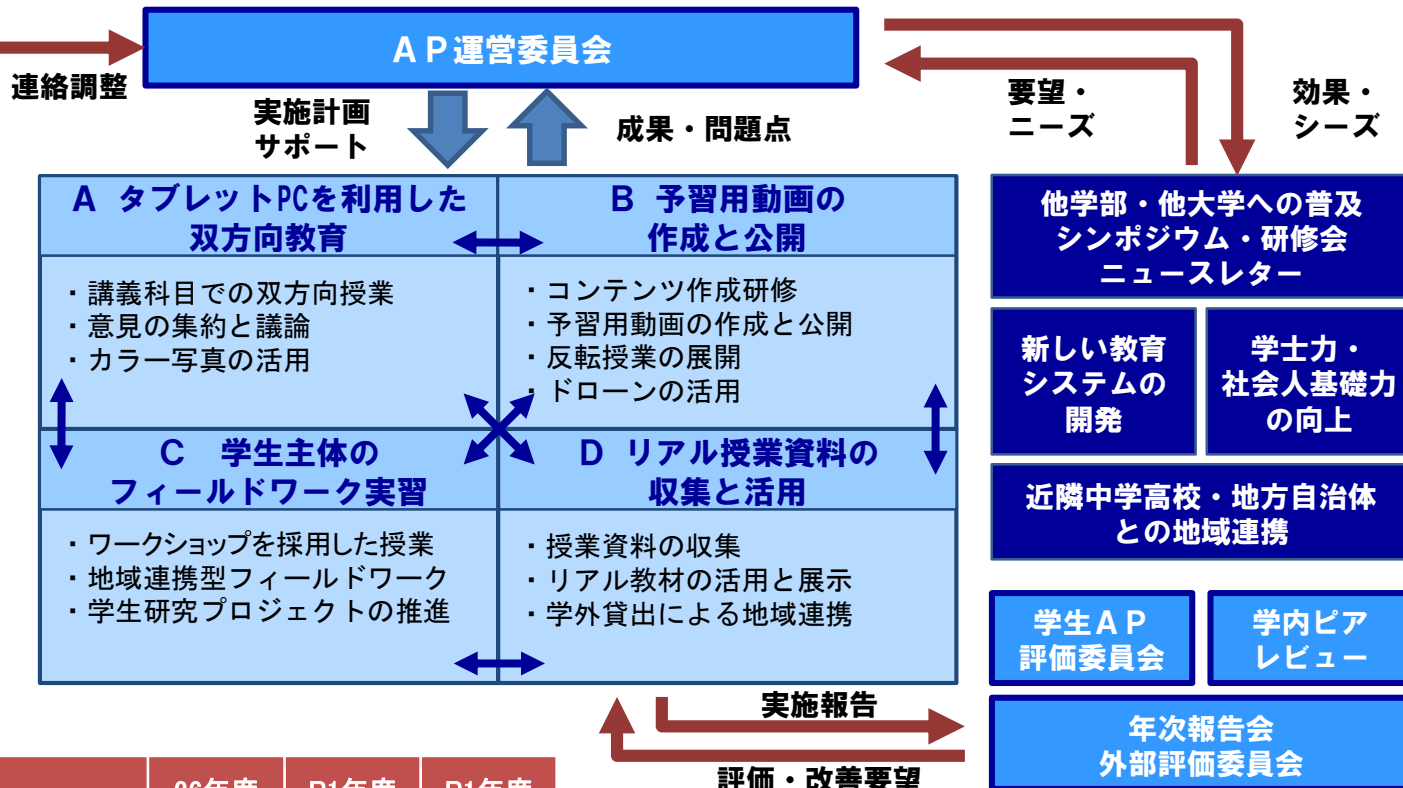 AP運営委員会
連絡調整
実施計画
サポート
成果・問題点
要望・
ニーズ
効果・
シーズ
A タブレットPCを利用した
双方向教育
・講義科目での双方向授業
・意見の集約と議論
・カラー写真の活用
B 予習用動画の
作成と公開
・コンテンツ作成研修
・予習用動画の作成と公開
・反転授業の展開
・ドローンの活用
C 学生主体の
フィールドワーク実習
・ワークショップを採用した授業
・地域連携型フィールドワーク
・学生研究プロジェクトの推進
D リアル授業資料の
収集と活用
・授業資料の収集
・リアル教材の活用と展示
・学外貸出による地域連携
他学部・他大学への普及
シンポジウム・研修会
ニュースレター
新しい教育
システムの
開発
学士力・
社会人基礎力
の向上
近隣中学高校・地方自治体
との地域連携
学生AP
評価委員会
学内ピア
レビュー
年次報告会
外部評価委員会
実施報告
評価・改善要望
R1年度 R1年度